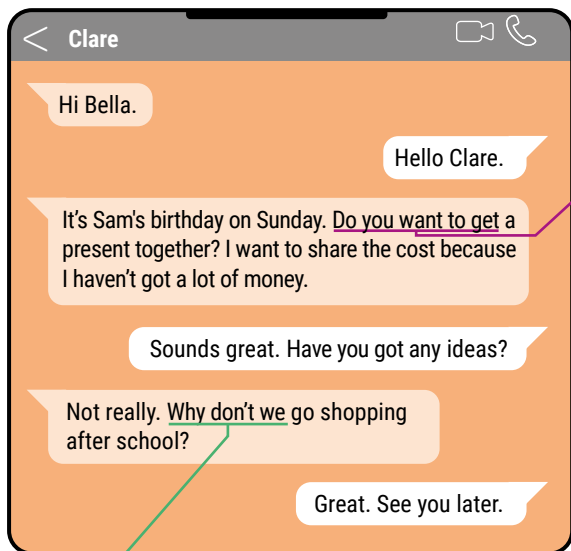 Clare
Hi Bella.
Hello Clare.
It’s Sam's birthday on Sunday. Do you want to get a
present together? I want to share the cost because
I haven’t got a lot of money.
Sounds great. Have you got any ideas?
Not really. Why don’t we go shopping
after school?
Great. See you later.